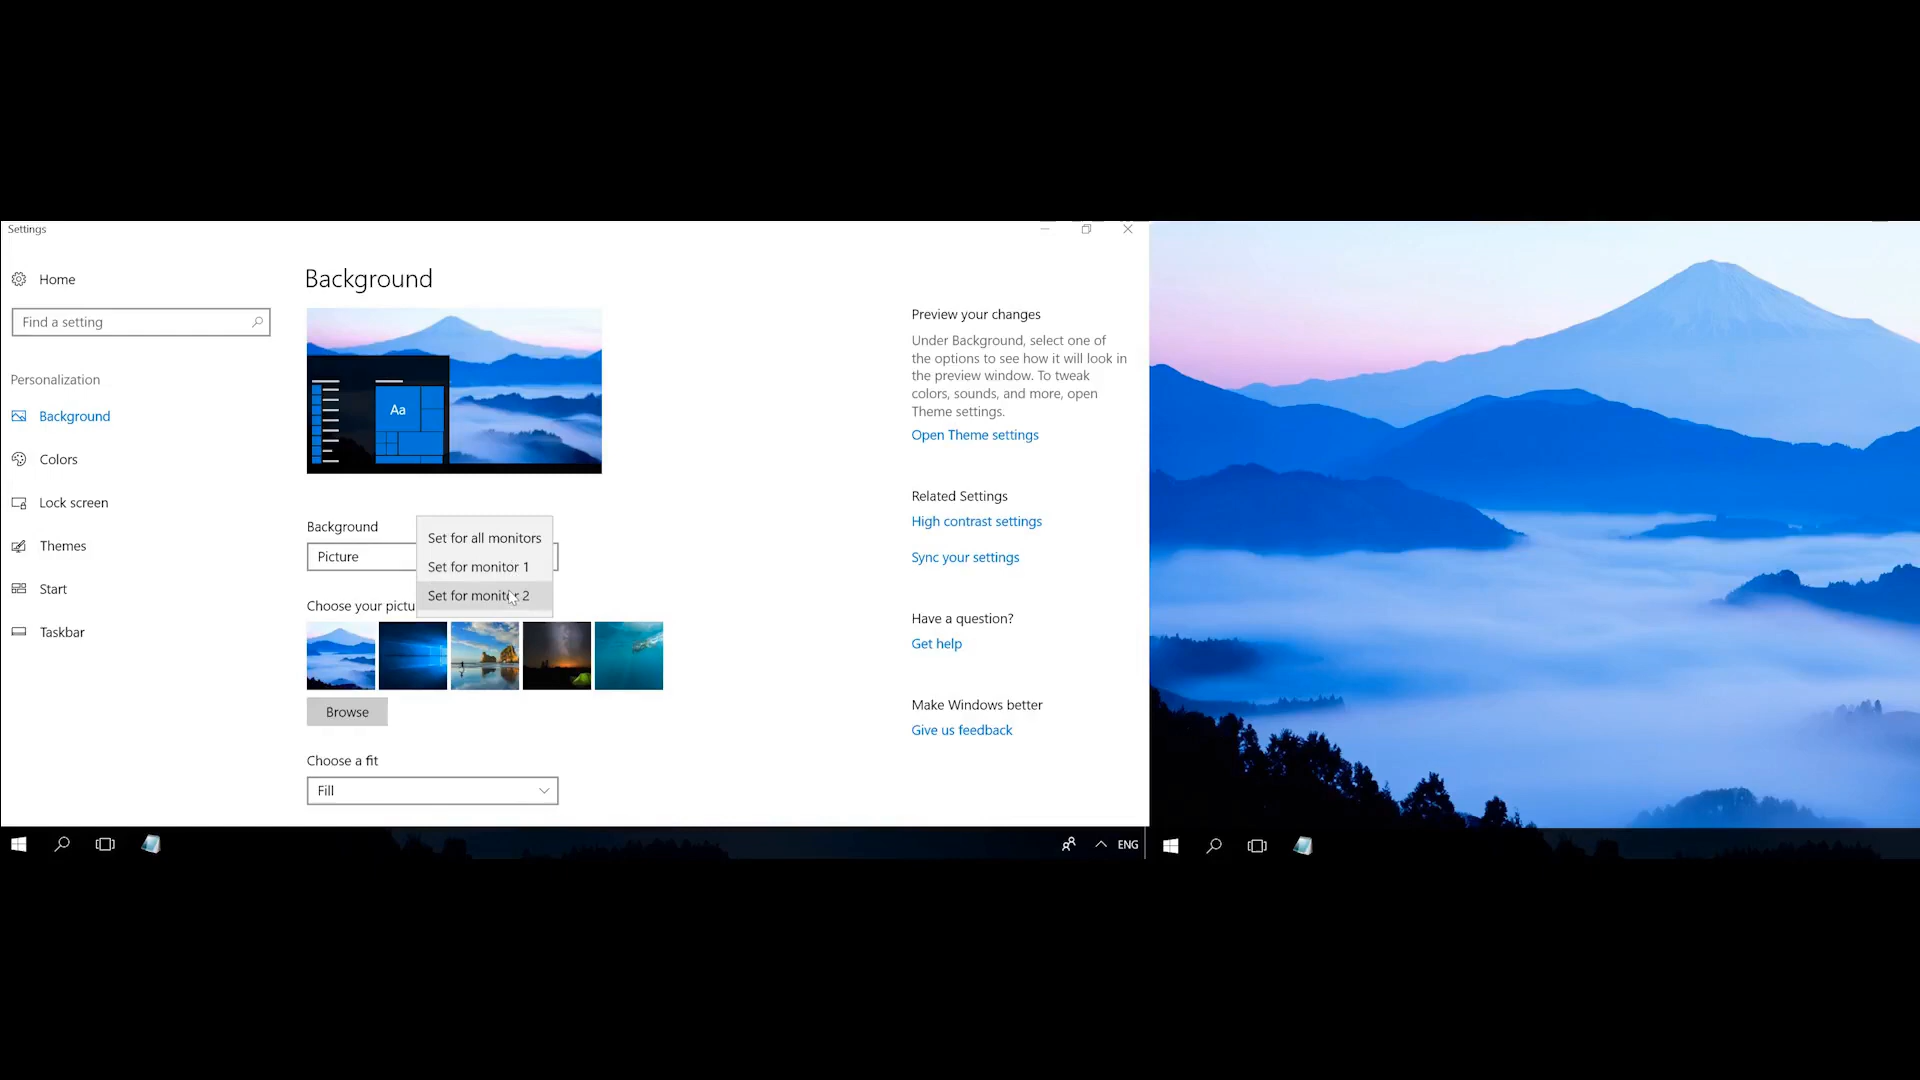 Settings
Home
Find a setting
Personalization
Background
Colors
Lock screen
Themes
Start
Taskbar
Background
Aa
Background
Picture
Set for all monitors
Set for monitor 1
Set for monitor 2
Choose your pictu
Browse
Choose a fit
Fill
Preview your changes
Under Background, select one of
the options to see how it will look in
the preview window. To tweak
colors, sounds, and more, open
Theme settings.
Open Theme settings
Related Settings
High contrast settings
Sync your settings
Have a question?
Get help
Make Windows better
Give us feedback
ENG